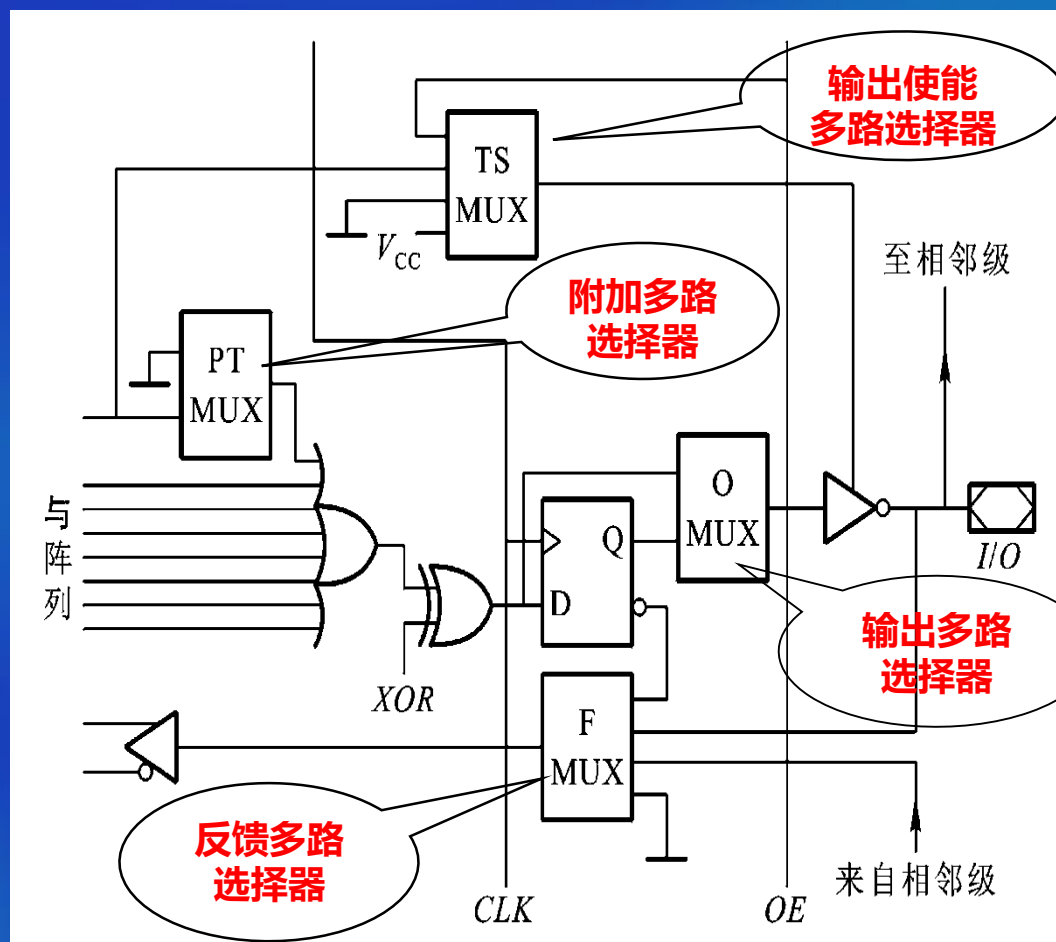 输出使能
多路选择器
TS
MUX
VCC
至相邻级
附加多路
选择器
PT
MUX
O
MUX
Q
D
与
阵
列
I/O
输出多路
选择器
XOR
F
MUX
反馈多路
选择器
来自相邻级
CLK
OE